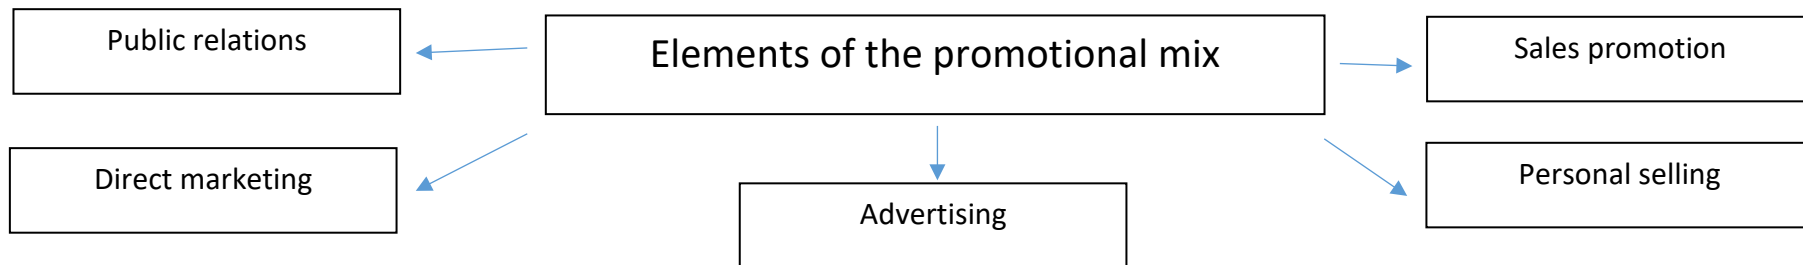 Public relations
Elements of the promotional mix
Sales promotion
Direct marketing
Advertising
Personal selling